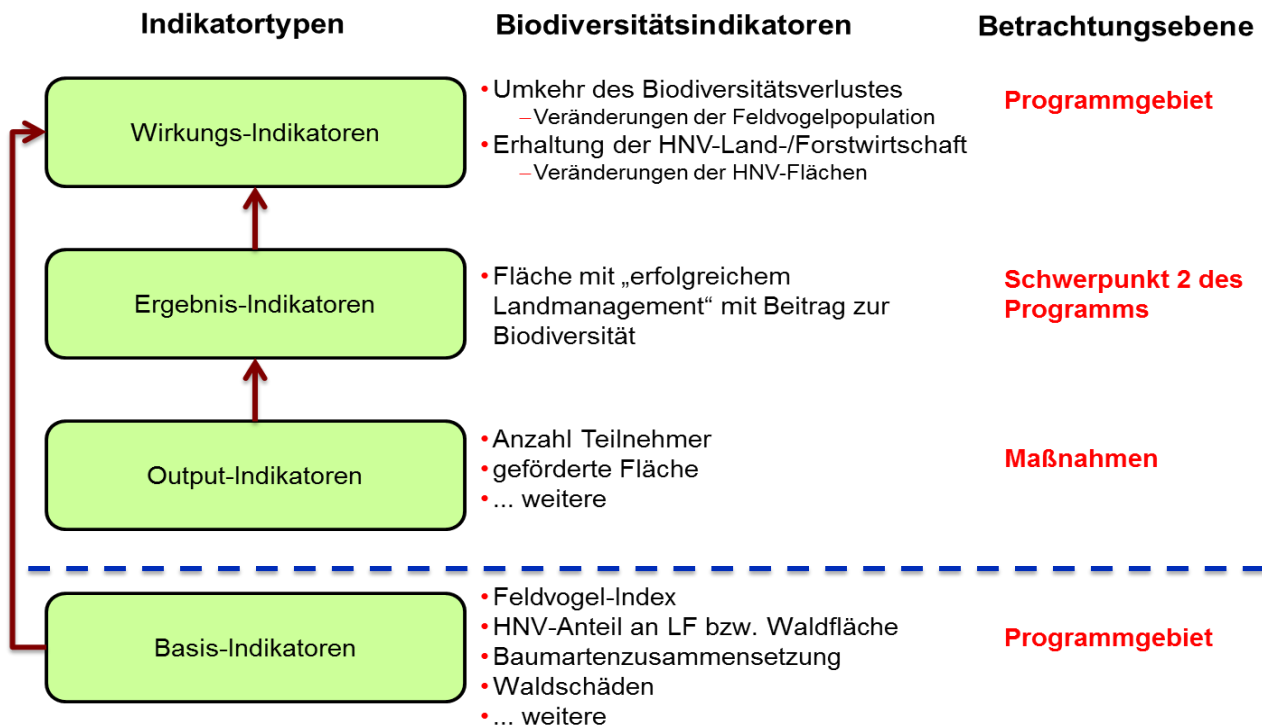 Indikatortypen
Biodiversitätsindikatoren
Betrachtungsebene
Wirkungs-Indikatoren
• Umkehr des Biodiversitätsverlustes
– Veränderungen der Feldvogelpopulation
• Erhaltung der HNV-Land-/Forstwirtschaft
– Veränderungen der HNV-Flächen
Programmgebiet
Ergebnis-Indikatoren
• Fläche mit „erfolgreichem
Landmanagement“ mit Beitrag zur
Biodiversität
Schwerpunkt 2 des
Programms
Output-Indikatoren
• Anzahl Teilnehmer
• geförderte Fläche
• ... weitere
Maßnahmen
Basis-Indikatoren
• Feldvogel-Index
• HNV-Anteil an LF bzw. Waldfläche
• Baumartenzusammensetzung
• Waldschäden
• ... weitere
Programmgebiet